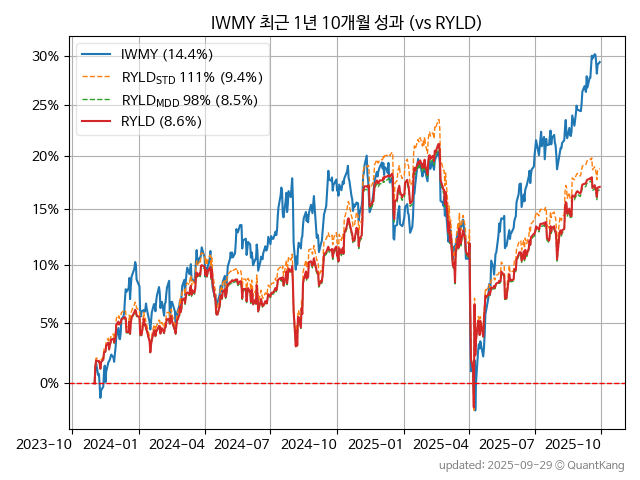 IWMY 최근 1년 10개월 성과 (vs RYLD)
IWMY (14.4%)
RYLD_STD 111% (9.4%)
RYLD_MDD 98% (8.5%)
RYLD (8.6%)
30%
25%
20%
15%
10%
5%
0%
2023-10 2024-01 2024-04 2024-07 2024-10 2025-01 2025-04 2025-07 2025-10
updated: 2025-09-29 © QuantKang